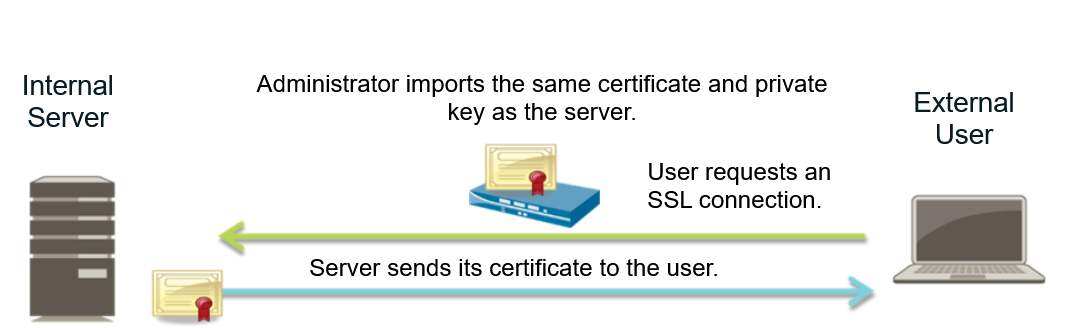 Internal
Server
Administrator imports the same certificate and private
key as the server.
External
User
User requests an
SSL connection.
Server sends its certificate to the user.